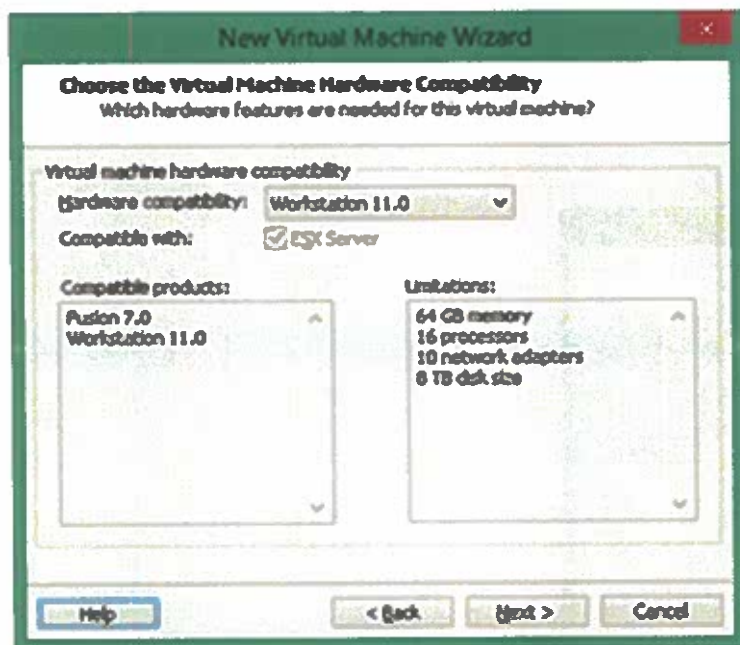 New Virtual Machine Wizard
Choose the Virtual Machine Hardware Compatibility
Which hardware features are needed for this virtual machine?
Virtual machine hardware compatibility
Hardware compatibility: Workstation 11.0
Compatible with: ESX Server
Compatible products:
Fusion 7.0
Workstation 11.0
Limitations:
64 GB memory
16 processors
10 network adapters
8 TB disk size
Help < Back Next > Cancel